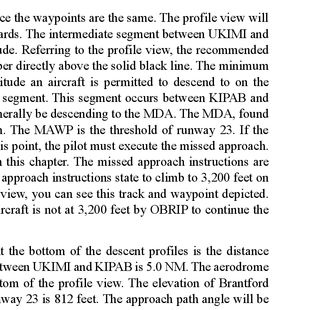 ce the waypoints are the same. The profile view will
ards. The intermediate segment between UKIMI and
ude. Referring to the profile view, the recommended
per directly above the solid black line. The minimum
itude an aircraft is permitted to descend to on the
segment. This segment occurs between KIPAB and
nerally be descending to the MDA. The MDA, found
n. The MAWP is the threshold of runway 23. If the
is point, the pilot must execute the missed approach.
n this chapter. The missed approach instructions are
approach instructions state to climb to 3,200 feet on
view, you can see this track and waypoint depicted.
ircraft is not at 3,200 feet by OBRIP to continue the
t the bottom of the descent profiles is the distance
etween UKIMI and KIPAB is 5.0 NM. The aerodrome
tom of the profile view. The elevation of Brantford
way 23 is 812 feet. The approach path angle will be